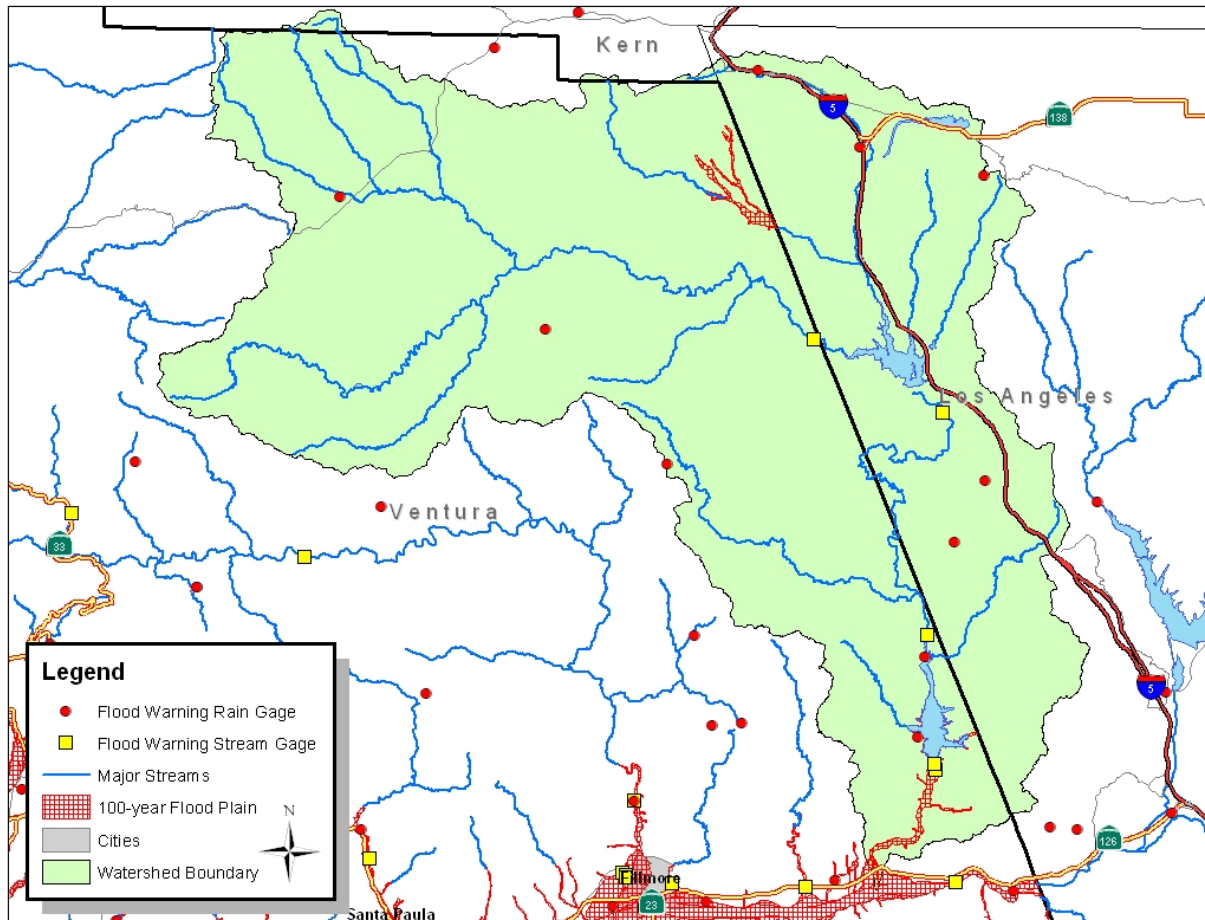 Kern
5
138
Los Angeles
Ventura
33
5
126
Fillmore
23
Santa Paula
Legend
Flood Warning Rain Gage
Flood Warning Stream Gage
Major Streams
100-year Flood Plain
N
Cities
Watershed Boundary